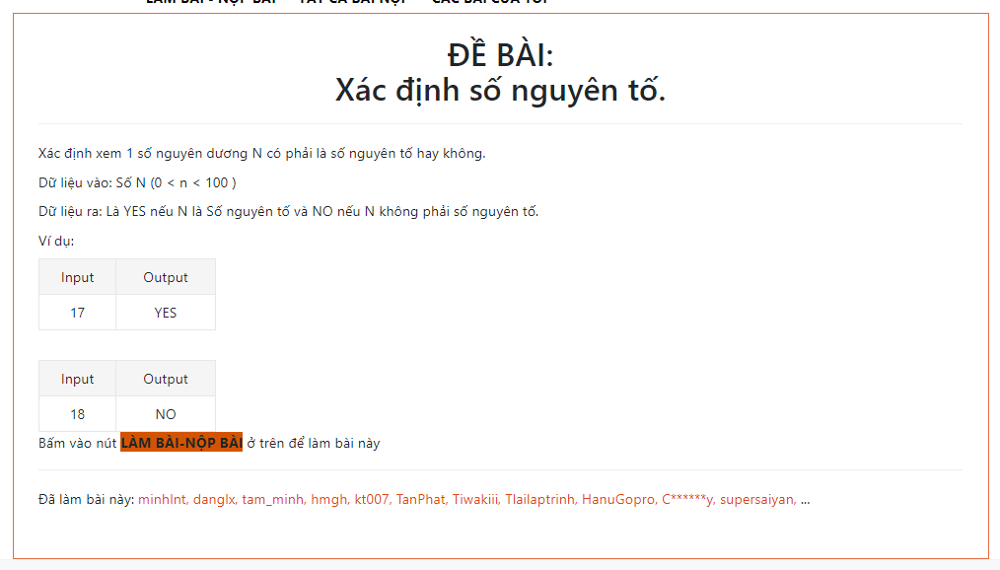 LÀM BÀI - NỘP BÀI TẤT CẢ BÀI NỘP CÁC BÀI CỦA TÔI
ĐỀ BÀI:
Xác định số nguyên tố.
Xác định xem 1 số nguyên dương N có phải là số nguyên tố hay không.
Dữ liệu vào: Số N (0 < n < 100 )
Dữ liệu ra: Là YES nếu N là Số nguyên tố và NO nếu N không phải số nguyên tố.
Ví dụ:
Input Output
17 YES
Input Output
18 NO
Bấm vào nút LÀM BÀI-NỘP BÀI ở trên để làm bài này
Đã làm bài này: minhlnt, danglx, tam_minh, hmgh, kt007, TanPhat, Tiwakiii, Tlailaptrinh, HanuGopro, C******y, supersaiyan, ...